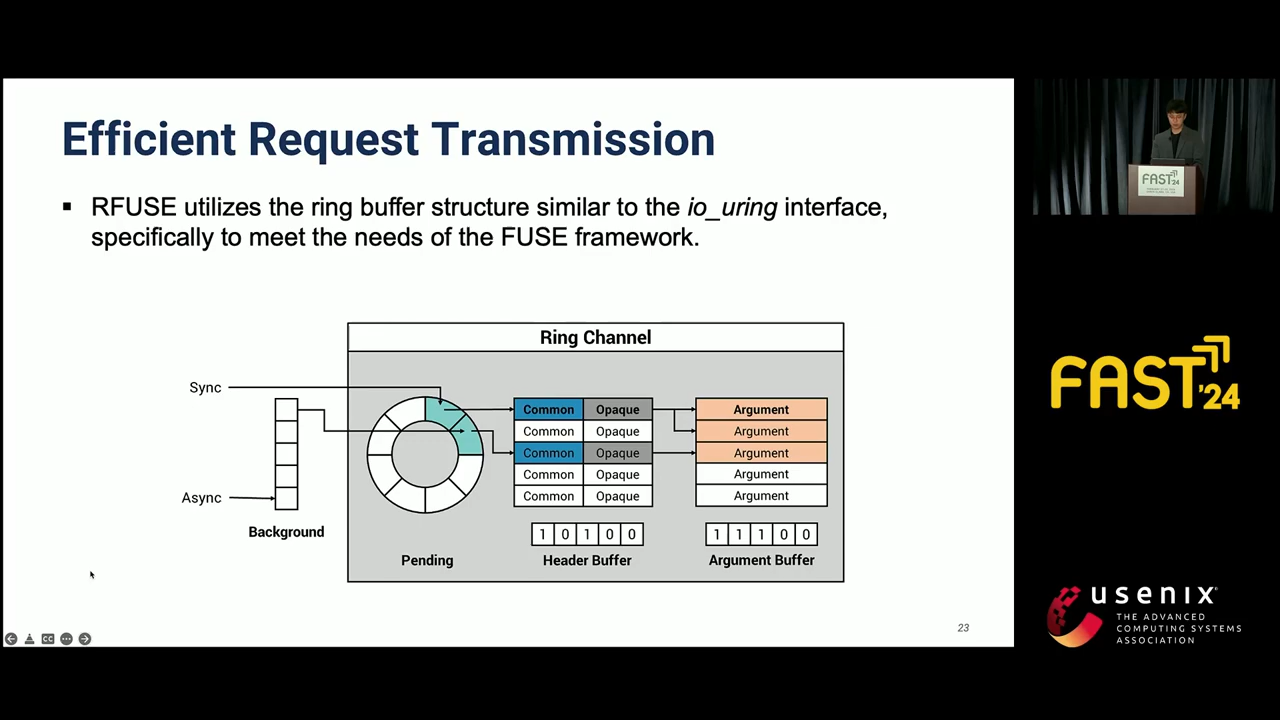 Efficient Request Transmission
▪ RFUSE utilizes the ring buffer structure similar to the io_uring interface,
specifically to meet the needs of the FUSE framework.
Ring Channel
Sync
Async
Background
Pending
Common Opaque
Common Opaque
Common Opaque
Common Opaque
Common Opaque
1 0 1 0 0
Header Buffer
Argument
Argument
Argument
Argument
Argument
1 1 1 0 0
Argument Buffer
23
CC
FAST'24
FAST'24
usenix
THE ADVANCED
COMPUTING SYSTEMS
ASSOCIATION